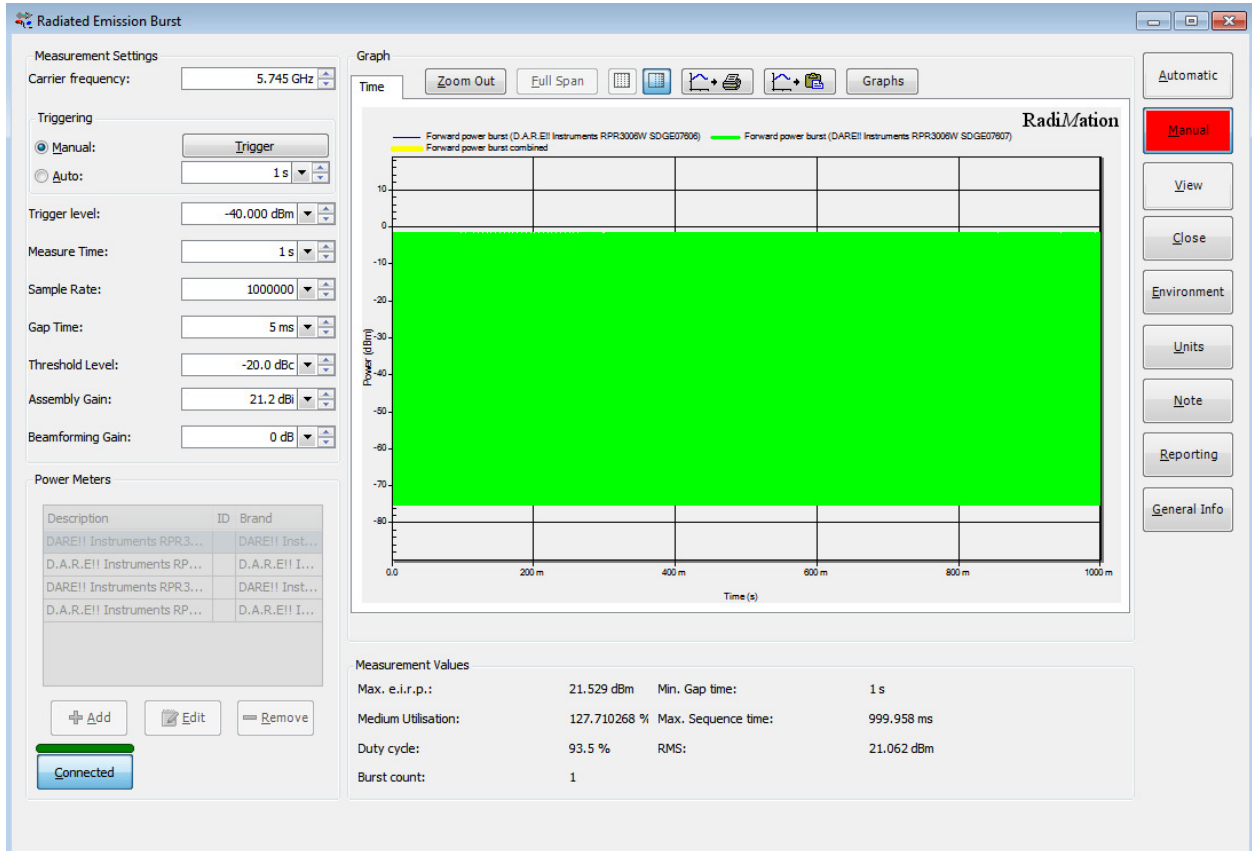 Radiated Emission Burst
Measurement Settings
Carrier frequency: 5.745 GHz
Triggering
Manual: Trigger
Auto: 1 s
Trigger level: -40.000 dBm
Measure Time: 1 s
Sample Rate: 1000000
Gap Time: 5 ms
Threshold Level: -20.0 dBc
Assembly Gain: 21.2 dBi
Beamforming Gain: 0 dB
Power Meters
Description ID Brand
DARE!! Instruments RPR3... DARE!! Inst...
D.A.R.E!! Instruments RP... D.A.R.E!! I...
DARE!! Instruments RPR3... DARE!! Inst...
D.A.R.E!! Instruments RP... D.A.R.E!! I...
Add Edit Remove
Connected
Graph
Time Zoom Out Full Span Graphs
RadiMation
Forward power burst (D.A.R.E!! Instruments RPR3006W SDGE07606) Forward power burst (DARE!! Instruments RPR3006W SDGE07607)
Forward power burst combined
Power (dBm)
10
0
-10
-20
-30
-40
-50
-60
-70
-80
0.0 200 m 400 m 600 m 800 m 1000 m
Time (s)
Measurement Values
Max. e.i.r.p.: 21.529 dBm Min. Gap time: 1 s
Medium Utilisation: 127.710268 % Max. Sequence time: 999.958 ms
Duty cycle: 93.5 % RMS: 21.062 dBm
Burst count: 1
Automatic
Manual
View
Close
Environment
Units
Note
Reporting
General Info